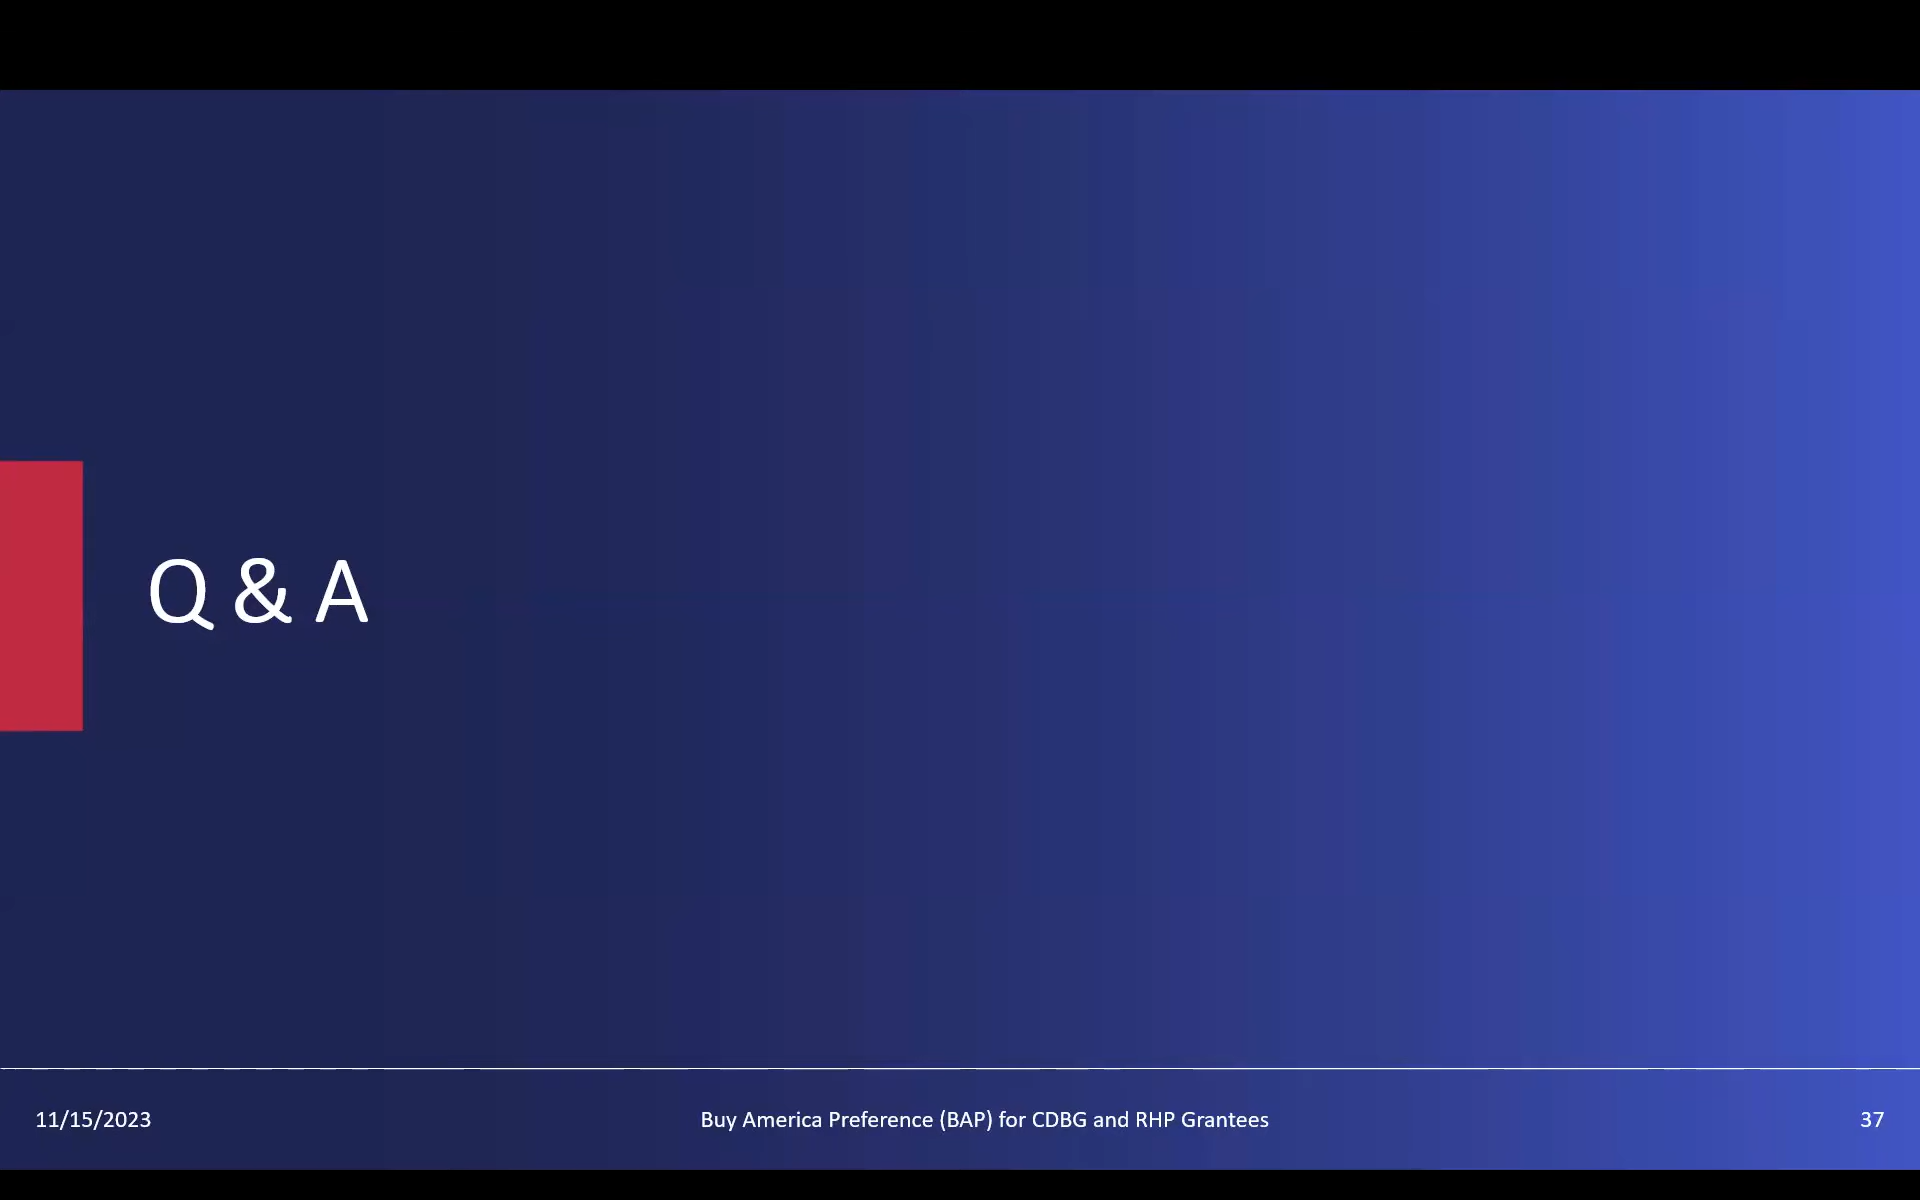 Q & A
11/15/2023
Buy America Preference (BAP) for CDBG and RHP Grantees
37